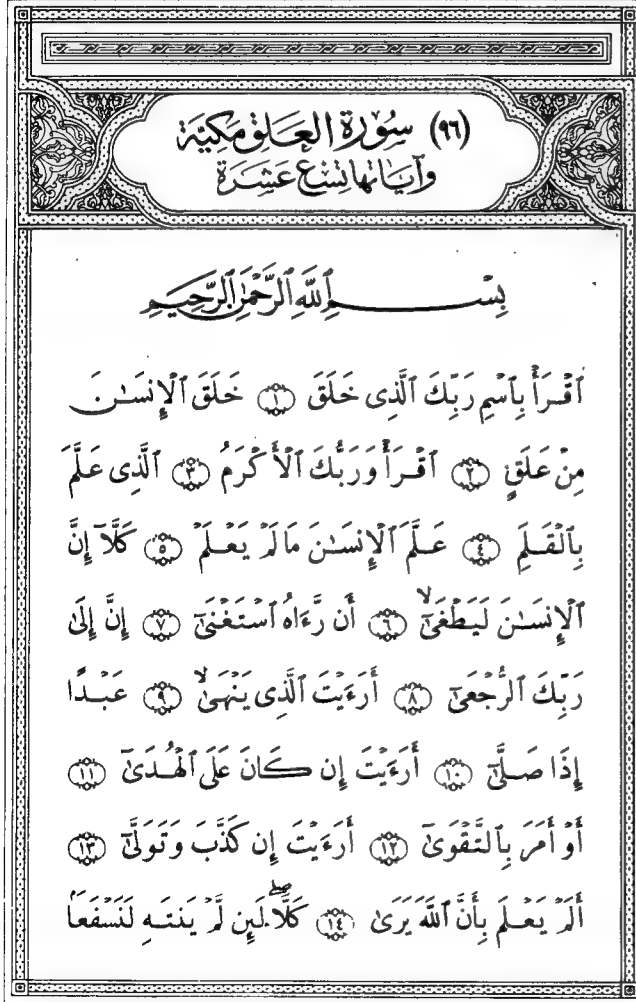 (٩٦) سُورَةُ الْعَلَقِ مَكِيَّة
وَآيَاتُهَا تِسْعَ عَشَرَة
بِسْمِ ٱللَّهِ ٱلرَّحْمَٰنِ ٱلرَّحِيمِ
ٱقْرَأْ بِٱسْمِ رَبِّكَ ٱلَّذِى خَلَقَ ١ خَلَقَ ٱلْإِنسَٰنَ
مِنْ عَلَقٍ ٢ ٱقْرَأْ وَرَبُّكَ ٱلْأَكْرَمُ ٣ ٱلَّذِى عَلَّمَ
بِٱلْقَلَمِ ٤ عَلَّمَ ٱلْإِنسَٰنَ مَا لَمْ يَعْلَمْ ٥ كَلَّآ إِنَّ
ٱلْإِنسَٰنَ لَيَطْغَىٰٓ ۙ ٦ أَن رَّءَاهُ ٱسْتَغْنَىٰٓ ٧ إِنَّ إِلَىٰ
رَبِّكَ ٱلرُّجْعَىٰٓ ٨ أَرَءَيْتَ ٱلَّذِى يَنْهَىٰ ۙ ٩ عَبْدًا
إِذَا صَلَّىٰٓ ١٠ أَرَءَيْتَ إِن كَانَ عَلَى ٱلْهُدَىٰٓ ١١
أَوْ أَمَرَ بِٱلتَّقْوَىٰٓ ١٢ أَرَءَيْتَ إِن كَذَّبَ وَتَوَلَّىٰٓ ١٣
أَلَمْ يَعْلَم بِأَنَّ ٱللَّهَ يَرَىٰ ١٤ كَلَّا ۖ لَئِن لَّمْ يَنتَهِ لَنَسْفَعًۢا